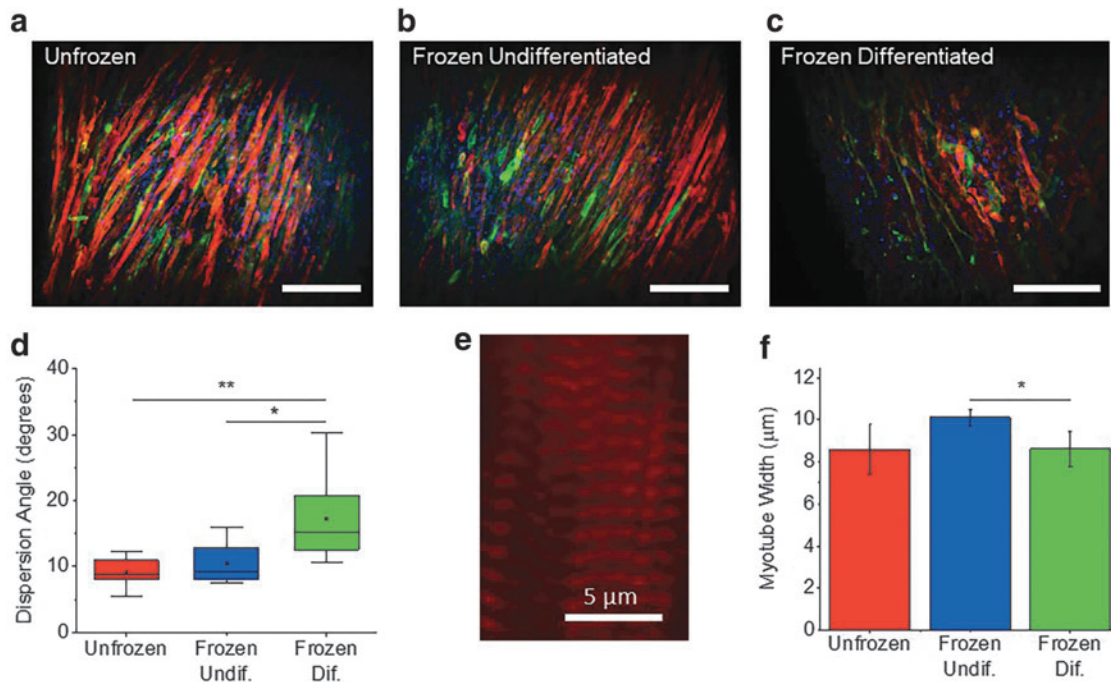 a
Unfrozen
b
Frozen Undifferentiated
c
Frozen Differentiated
d
Dispersion Angle (degrees)
40
30
20
10
0
**
*
Unfrozen
Frozen
Undif.
Frozen
Dif.
e
5 µm
f
Myotube Width (µm)
12
10
8
6
4
2
0
*
Unfrozen
Frozen
Undif.
Frozen
Dif.